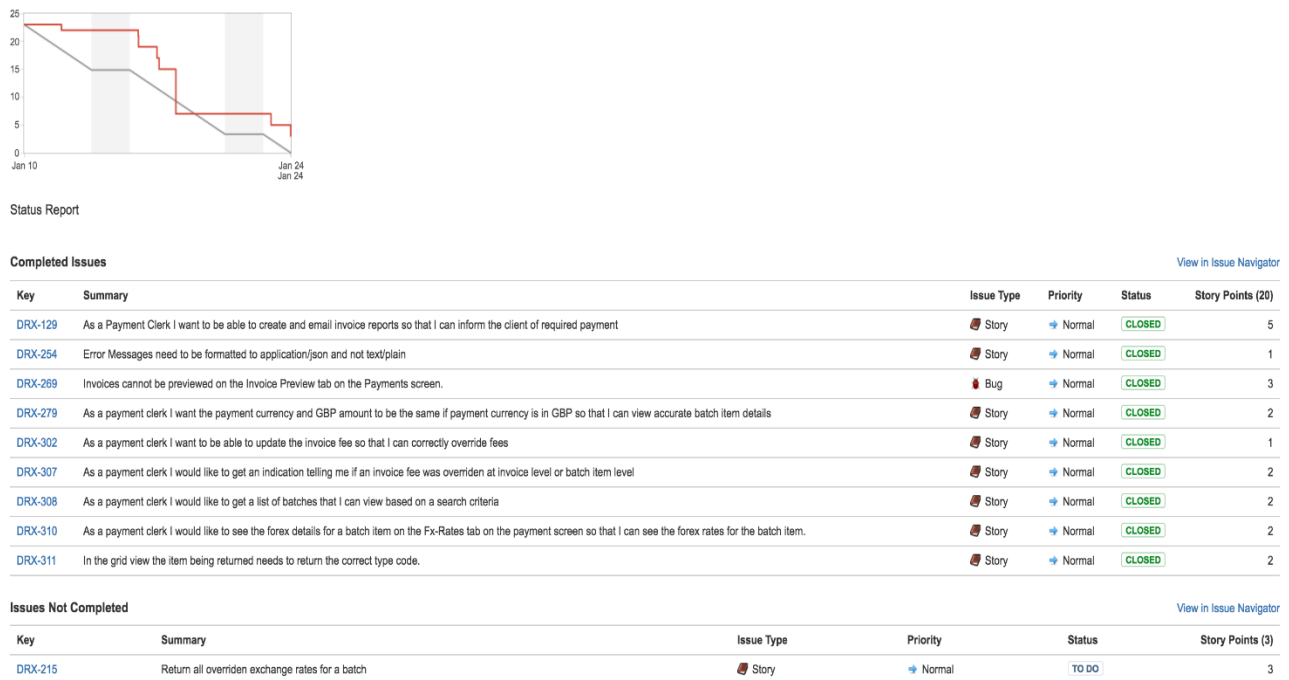 25
20
15
10
5
0
Jan 10 Jan 24
Jan 24
Status Report
Completed Issues View in Issue Navigator
Key Summary Issue Type Priority Status Story Points (20)
DRX-129 As a Payment Clerk I want to be able to create and email invoice reports so that I can inform the client of required payment Story Normal CLOSED 5
DRX-254 Error Messages need to be formatted to application/json and not text/plain Story Normal CLOSED 1
DRX-269 Invoices cannot be previewed on the Invoice Preview tab on the Payments screen. Bug Normal CLOSED 3
DRX-279 As a payment clerk I want the payment currency and GBP amount to be the same if payment currency is in GBP so that I can view accurate batch item details Story Normal CLOSED 2
DRX-302 As a payment clerk I want to be able to update the invoice fee so that I can correctly override fees Story Normal CLOSED 1
DRX-307 As a payment clerk I would like to get an indication telling me if an invoice fee was overriden at invoice level or batch item level Story Normal CLOSED 2
DRX-308 As a payment clerk I would like to get a list of batches that I can view based on a search criteria Story Normal CLOSED 2
DRX-310 As a payment clerk I would like to see the forex details for a batch item on the Fx-Rates tab on the payment screen so that I can see the forex rates for the batch item. Story Normal CLOSED 2
DRX-311 In the grid view the item being returned needs to return the correct type code. Story Normal CLOSED 2
Issues Not Completed View in Issue Navigator
Key Summary Issue Type Priority Status Story Points (3)
DRX-215 Return all overriden exchange rates for a batch Story Normal TO DO 3